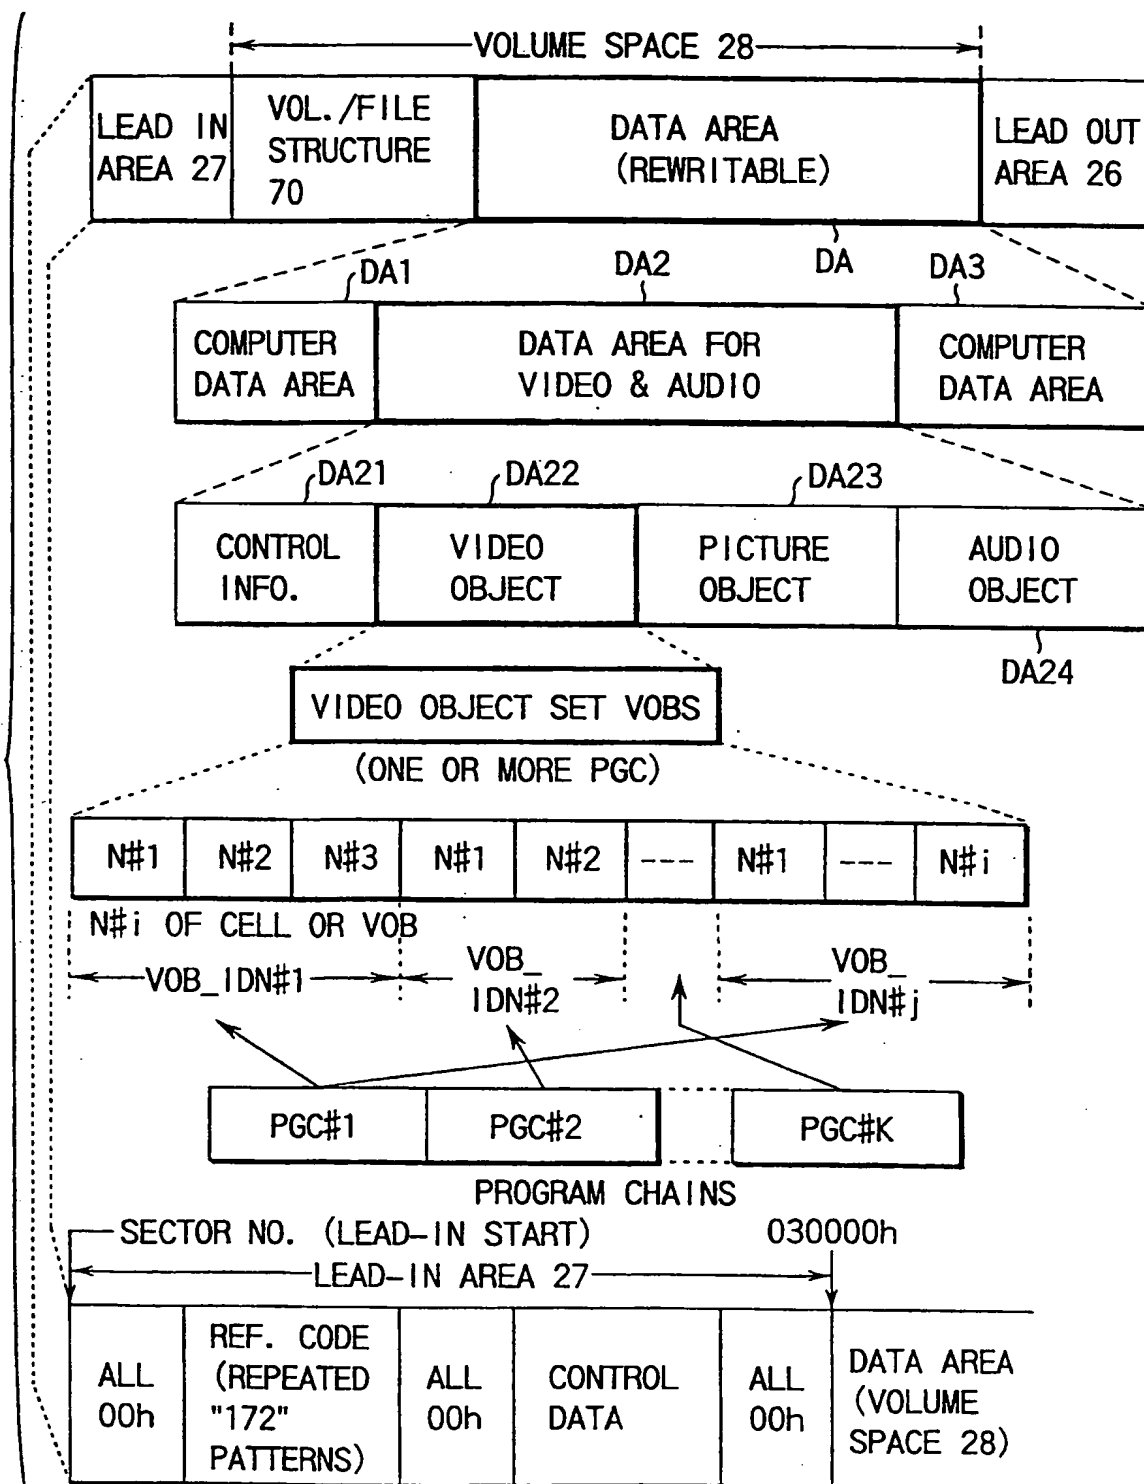 VOLUME SPACE 28
LEAD IN
AREA 27
VOL./FILE
STRUCTURE
70
DATA AREA
(REWRITABLE)
LEAD OUT
AREA 26
DA1
DA2
DA
DA3
COMPUTER
DATA AREA
DATA AREA FOR
VIDEO & AUDIO
COMPUTER
DATA AREA
DA21
DA22
DA23
CONTROL
INFO.
VIDEO
OBJECT
PICTURE
OBJECT
AUDIO
OBJECT
DA24
VIDEO OBJECT SET VOBS
(ONE OR MORE PGC)
N#1 N#2 N#3 N#1 N#2 --- N#1 --- N#i
N#i OF CELL OR VOB
VOB_IDN#1
VOB_
IDN#2
VOB_
IDN#j
PGC#1 PGC#2 PGC#K
PROGRAM CHAINS
SECTOR NO. (LEAD-IN START) 030000h
LEAD-IN AREA 27
ALL
00h
REF. CODE
(REPEATED
"172"
PATTERNS)
ALL
00h
CONTROL
DATA
ALL
00h
DATA AREA
(VOLUME
SPACE 28)